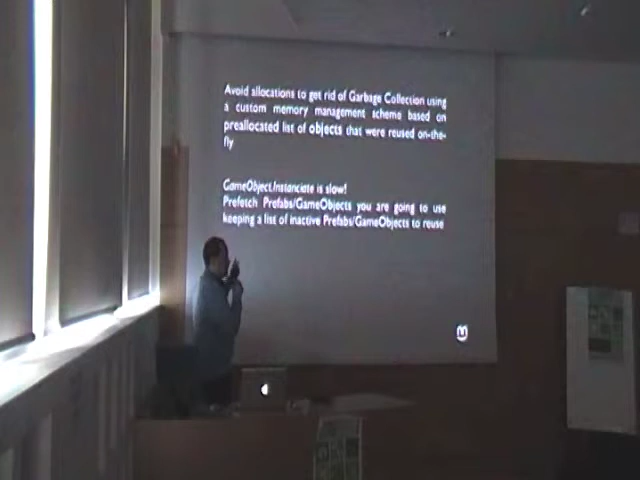 Avoid allocations to get rid of Garbage Collection using
a custom memory management scheme based on
preallocated list of objects that were reused on-the-
fly
GameObject.Instanciate is slow!
Prefetch Prefabs/GameObjects you are going to use
keeping a list of inactive Prefabs/GameObjects to reuse